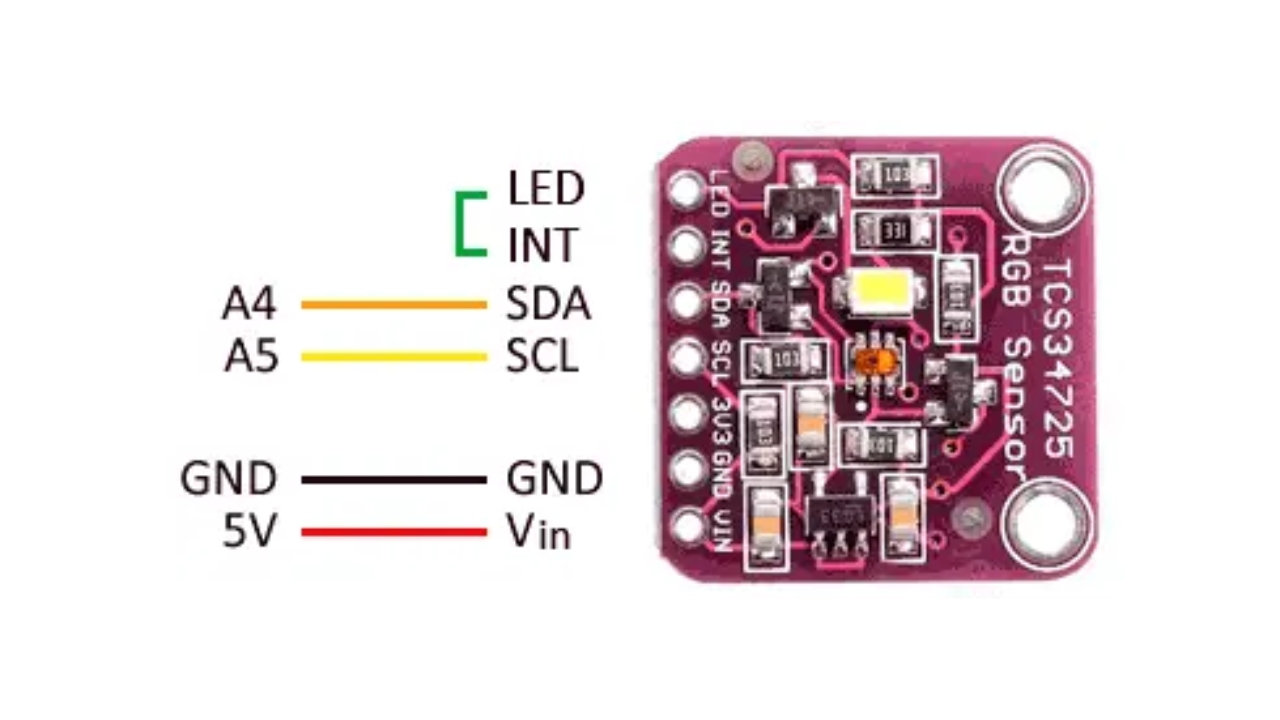 LED
INT
A4 SDA
A5 SCL
GND GND
5V Vin
LED
INT
SDA
SCL
3V3
GND
VIN
103
331
103
103
TCS34725
RGB Sensor